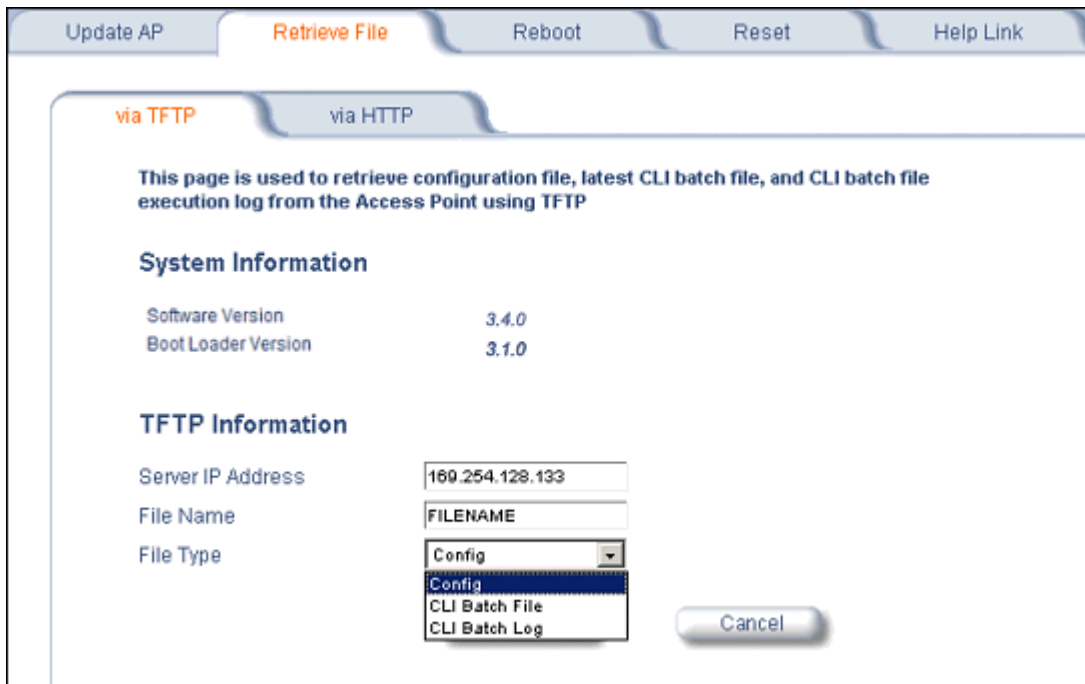 Update AP
Retrieve File
Reboot
Reset
Help Link
via TFTP
via HTTP
This page is used to retrieve configuration file, latest CLI batch file, and CLI batch file
execution log from the Access Point using TFTP
System Information
Software Version 3.4.0
Boot Loader Version 3.1.0
TFTP Information
Server IP Address 169.254.128.133
File Name FILENAME
File Type Config
Config
CLI Batch File
CLI Batch Log
Cancel